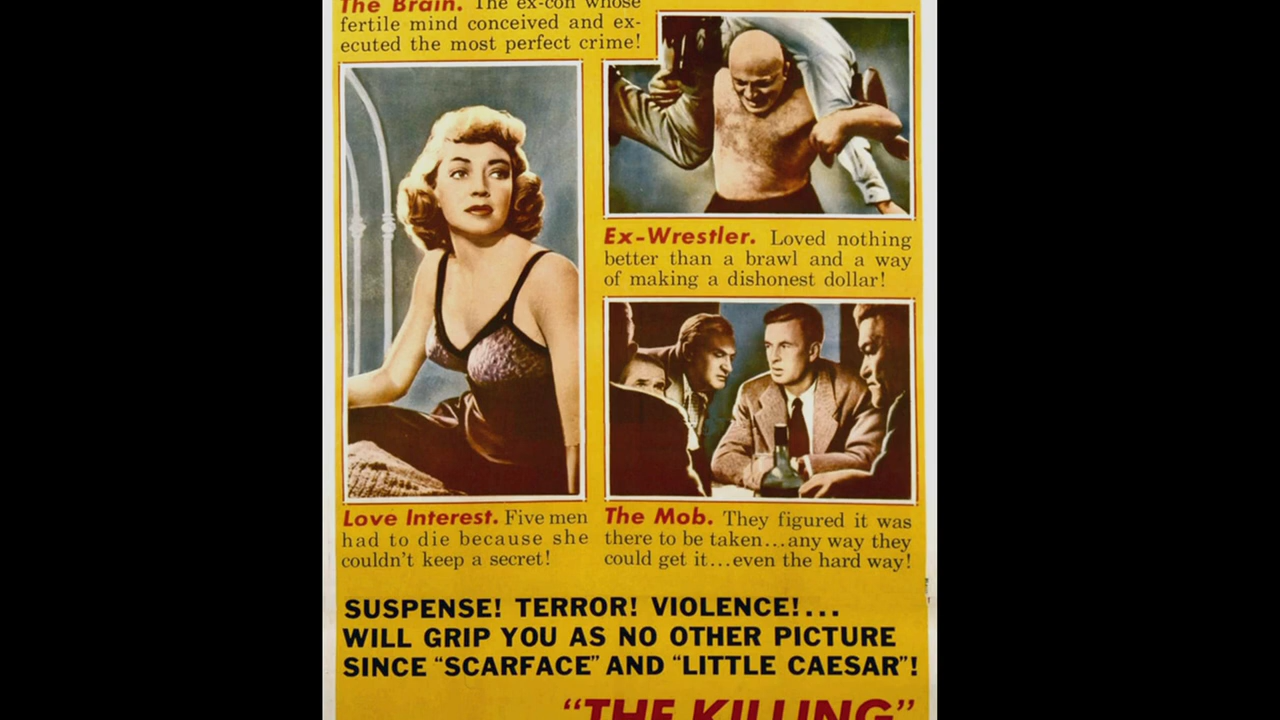 The Brain. The ex-con whose
fertile mind conceived and ex-
ecuted the most perfect crime!
Ex-Wrestler. Loved nothing
better than a brawl and a way
of making a dishonest dollar!
Love Interest. Five men
had to die because she
couldn't keep a secret!
The Mob. They figured it was
there to be taken...any way they
could get it...even the hard way!
SUSPENSE! TERROR! VIOLENCE!...
WILL GRIP YOU AS NO OTHER PICTURE
SINCE “SCARFACE” AND “LITTLE CAESAR”!
“THE KILLING”